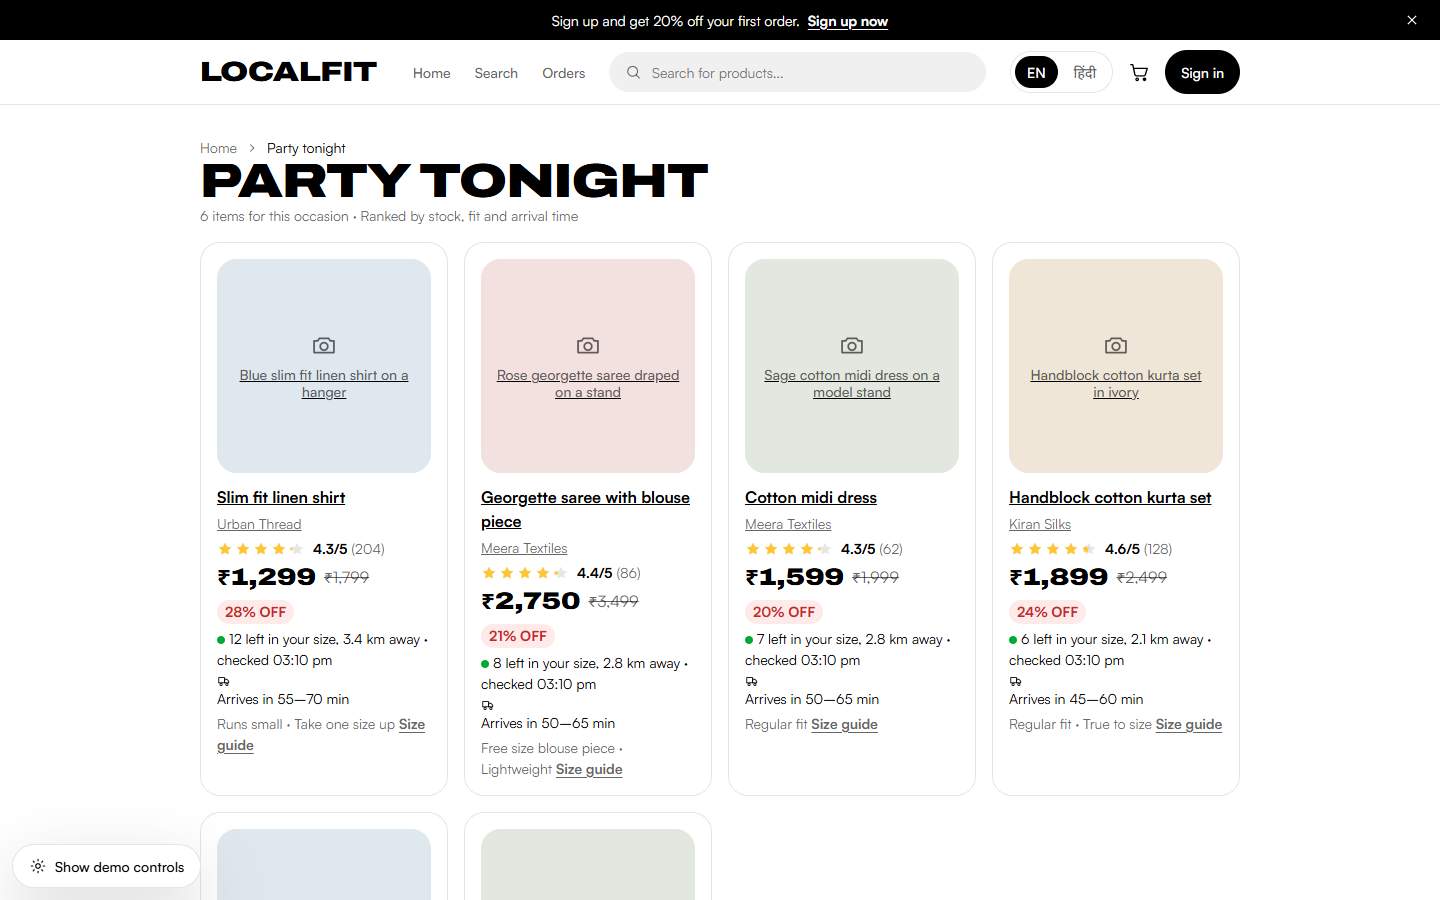 Sign up and get 20% off your first order. Sign up now
LOCALFIT
Home
Search
Orders
Search for products...
EN
हिंदी
Sign in
Home > Party tonight
PARTY TONIGHT
6 items for this occasion · Ranked by stock, fit and arrival time
Blue slim fit linen shirt on a
hanger
Slim fit linen shirt
Urban Thread
4.3/5 (204)
₹1,299 ₹1,799
28% OFF
12 left in your size, 3.4 km away ·
checked 03:10 pm
Arrives in 55–70 min
Runs small · Take one size up Size
guide
Rose georgette saree draped
on a stand
Georgette saree with blouse
piece
Meera Textiles
4.4/5 (86)
₹2,750 ₹3,499
21% OFF
8 left in your size, 2.8 km away ·
checked 03:10 pm
Arrives in 50–65 min
Free size blouse piece ·
Lightweight Size guide
Sage cotton midi dress on a
model stand
Cotton midi dress
Meera Textiles
4.3/5 (62)
₹1,599 ₹1,999
20% OFF
7 left in your size, 2.8 km away ·
checked 03:10 pm
Arrives in 50–65 min
Regular fit Size guide
Handblock cotton kurta set
in ivory
Handblock cotton kurta set
Kiran Silks
4.6/5 (128)
₹1,899 ₹2,499
24% OFF
6 left in your size, 2.1 km away ·
checked 03:10 pm
Arrives in 45–60 min
Regular fit · True to size Size guide
Show demo controls